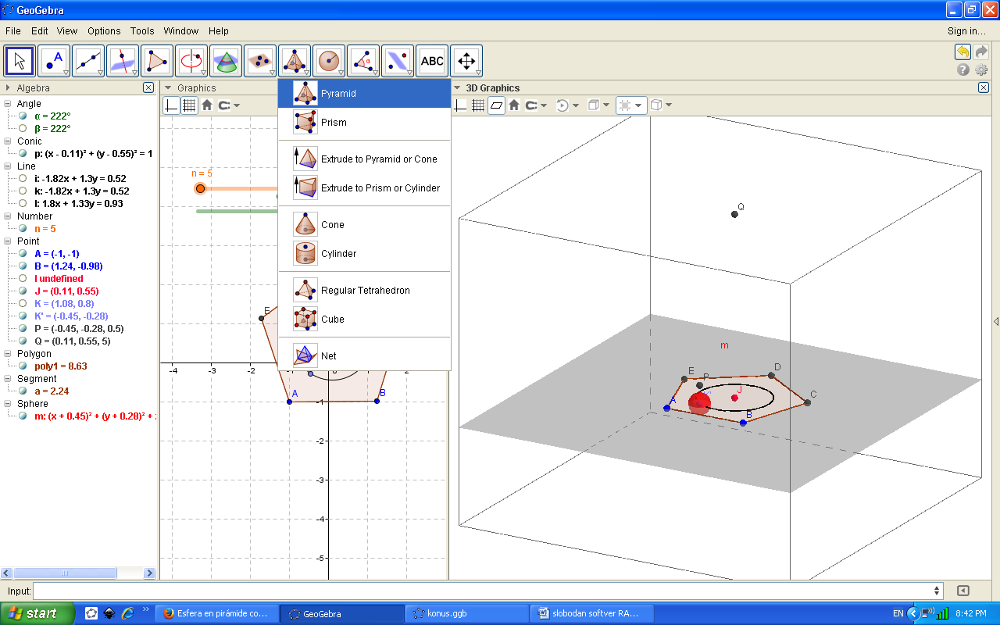 GeoGebra
File Edit View Options Tools Window Help Sign in...
ABC
Algebra
Angle
α = 222°
β = 222°
Conic
p: (x - 0.11)² + (y - 0.55)² = 1
Line
i: -1.82x + 1.3y = 0.52
k: -1.82x + 1.3y = 0.52
l: 1.8x + 1.33y = 0.93
Number
n = 5
Point
A = (-1, -1)
B = (1.24, -0.98)
I undefined
J = (0.11, 0.55)
K = (1.08, 0.8)
K' = (-0.45, -0.28)
P = (-0.45, -0.28, 0.5)
Q = (0.11, 0.55, 5)
Polygon
poly1 = 8.63
Segment
a = 2.24
Sphere
m: (x + 0.45)² + (y + 0.28)² +
Graphics
n = 5
E
A
B
-4 -3 -2 -1 2
-1
-2
-3
-4
-5
Pyramid
Prism
Extrude to Pyramid or Cone
Extrude to Prism or Cylinder
Cone
Cylinder
Regular Tetrahedron
Cube
Net
3D Graphics
Q
m
E
D
P
J
C
A
B
Input:
start
Esfera en pirámide co...
GeoGebra
konus.ggb
slobodan softver RA...
EN
8:42 PM